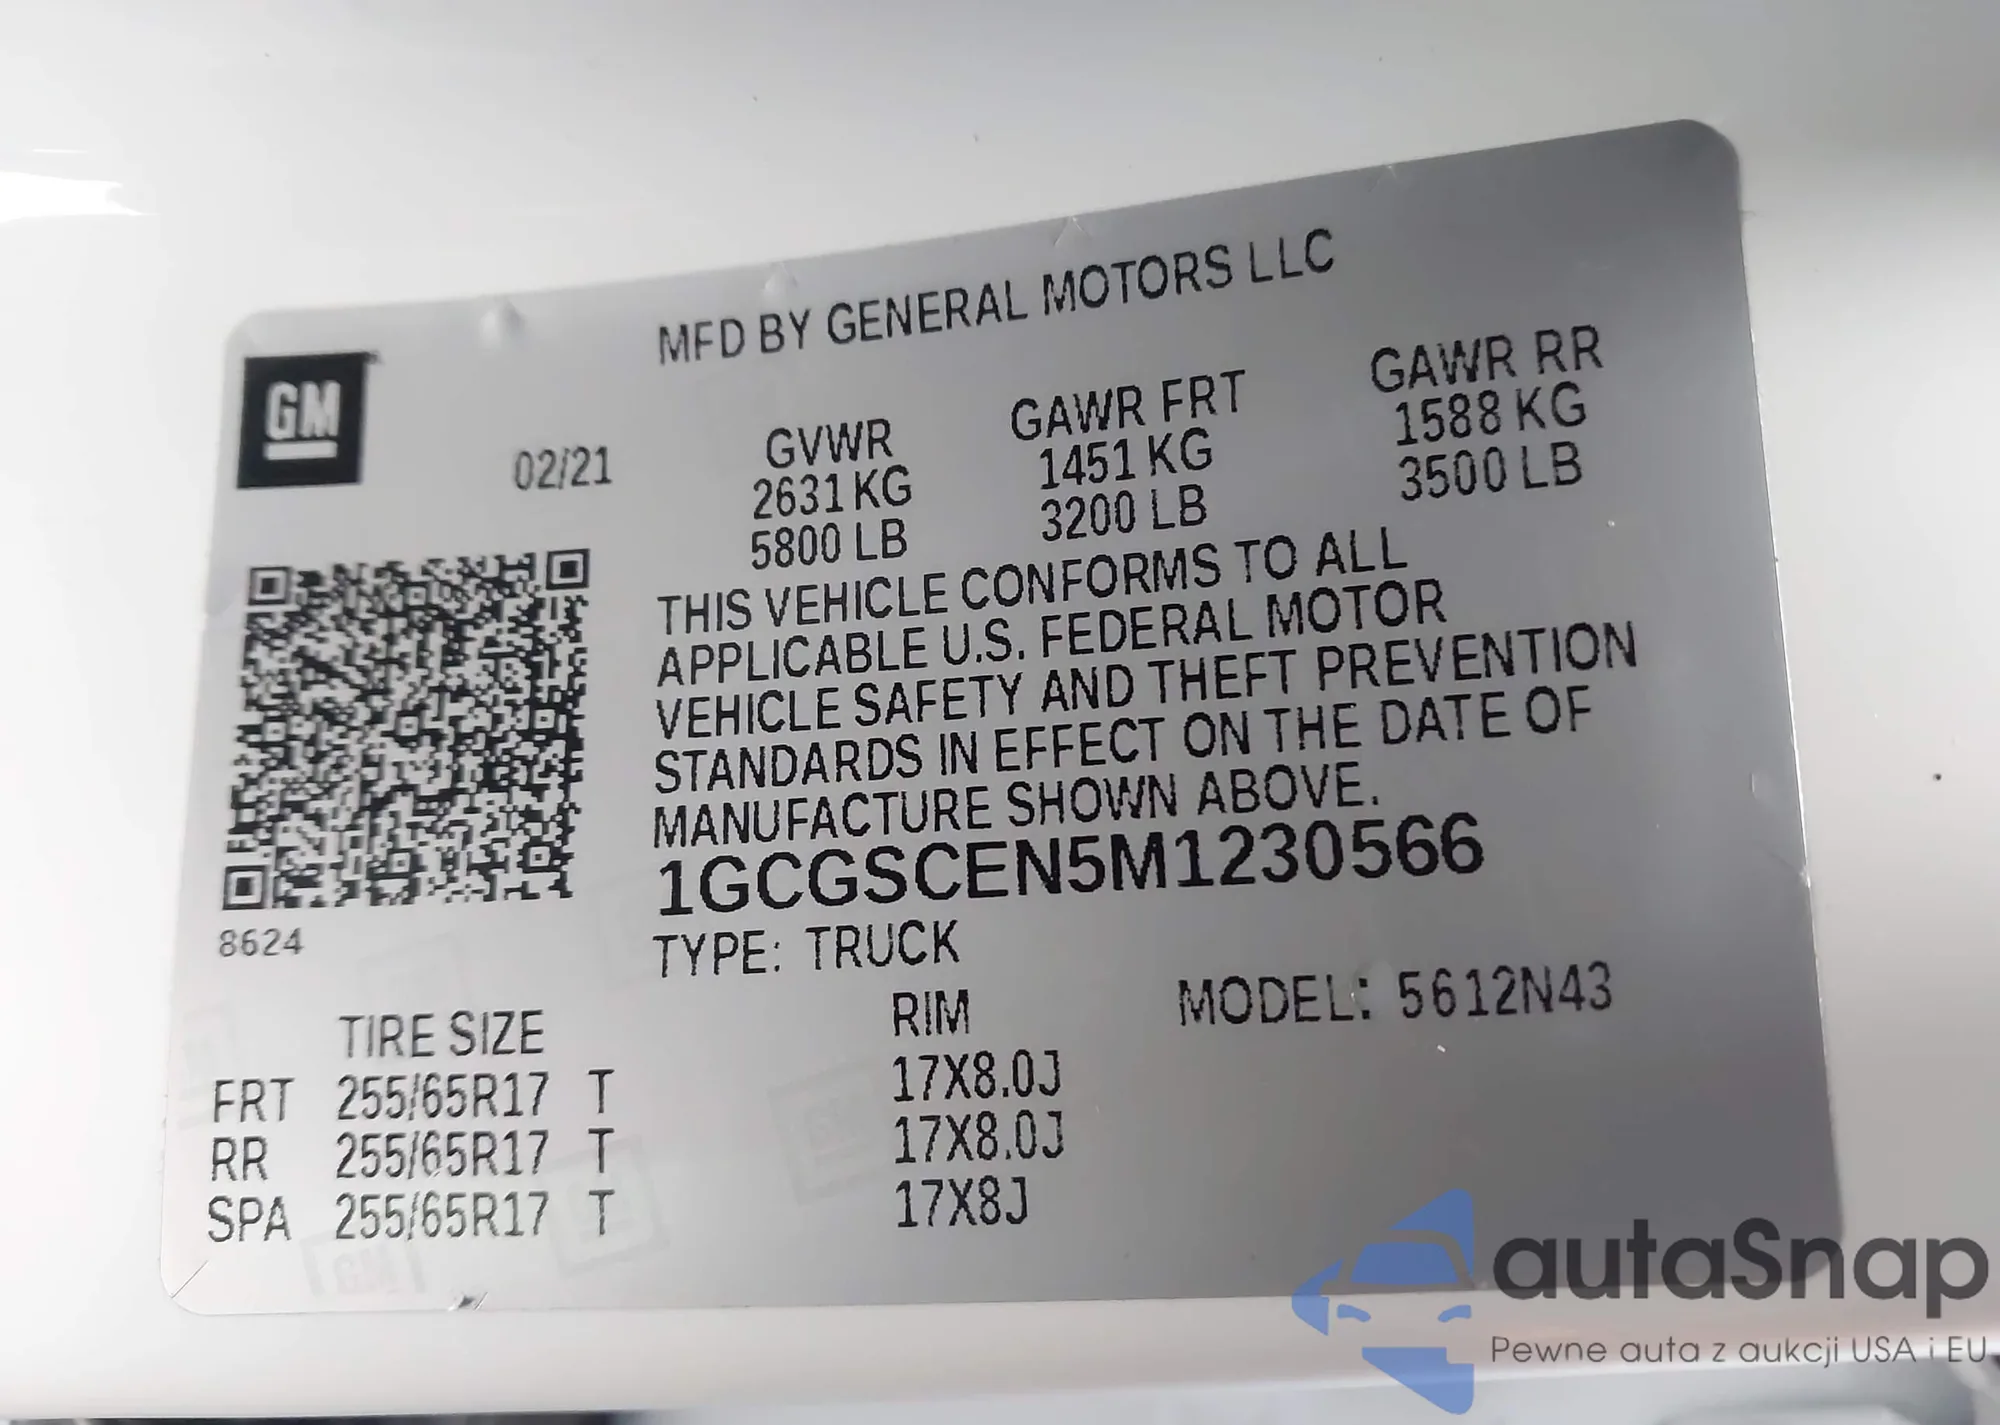 MFD BY GENERAL MOTORS LLC
GM
02/21
GVWR GAWR FRT GAWR RR
2631 KG 1451 KG 1588 KG
5800 LB 3200 LB 3500 LB
THIS VEHICLE CONFORMS TO ALL
APPLICABLE U.S. FEDERAL MOTOR
VEHICLE SAFETY AND THEFT PREVENTION
STANDARDS IN EFFECT ON THE DATE OF
MANUFACTURE SHOWN ABOVE.
1GCGSCEN5M1230566
8624
TYPE: TRUCK
MODEL: 5612N43
TIRE SIZE RIM
FRT 255/65R17 T 17X8.0J
RR 255/65R17 T 17X8.0J
SPA 255/65R17 T 17X8J
autaSnap
Pewne auta z aukcji USA i EU